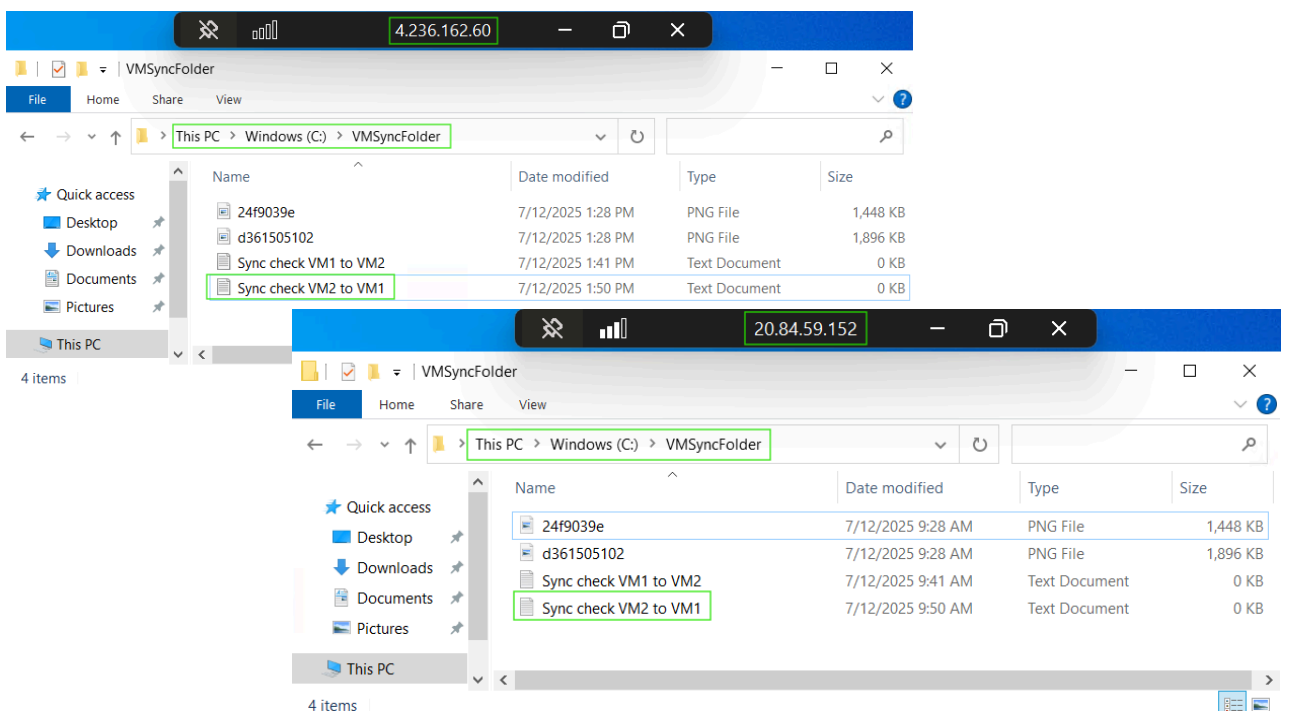 4.236.162.60
VMSyncFolder
File Home Share View
This PC > Windows (C:) > VMSyncFolder
Name Date modified Type Size
Quick access
Desktop
Downloads
Documents
Pictures
This PC
24f9039e 7/12/2025 1:28 PM PNG File 1,448 KB
d361505102 7/12/2025 1:28 PM PNG File 1,896 KB
Sync check VM1 to VM2 7/12/2025 1:41 PM Text Document 0 KB
Sync check VM2 to VM1 7/12/2025 1:50 PM Text Document 0 KB
4 items
20.84.59.152
VMSyncFolder
File Home Share View
This PC > Windows (C:) > VMSyncFolder
Name Date modified Type Size
Quick access
Desktop
Downloads
Documents
Pictures
This PC
24f9039e 7/12/2025 9:28 AM PNG File 1,448 KB
d361505102 7/12/2025 9:28 AM PNG File 1,896 KB
Sync check VM1 to VM2 7/12/2025 9:41 AM Text Document 0 KB
Sync check VM2 to VM1 7/12/2025 9:50 AM Text Document 0 KB
4 items